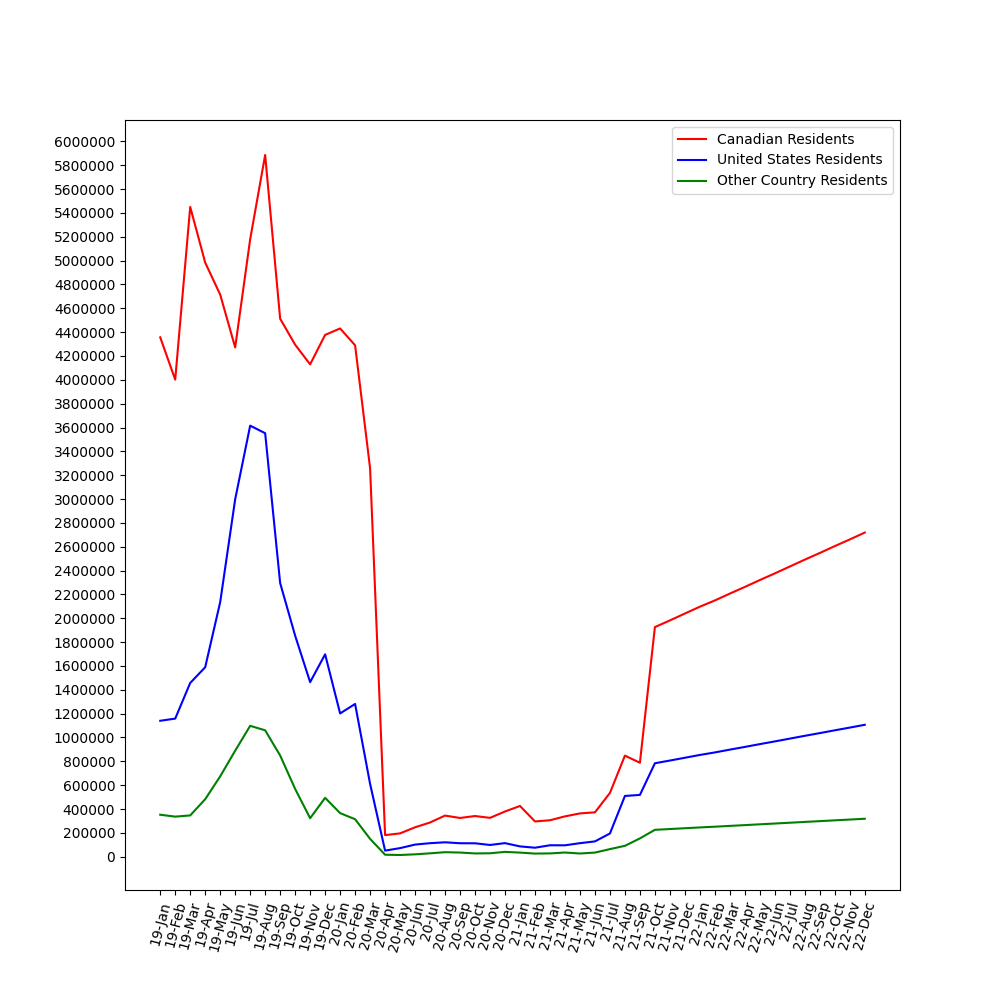 6000000
5800000
5600000
5400000
5200000
5000000
4800000
4600000
4400000
4200000
4000000
3800000
3600000
3400000
3200000
3000000
2800000
2600000
2400000
2200000
2000000
1800000
1600000
1400000
1200000
1000000
800000
600000
400000
200000
0
Canadian Residents
United States Residents
Other Country Residents
19-Jan
19-Feb
19-Mar
19-Apr
19-May
19-Jun
19-Jul
19-Aug
19-Sep
19-Oct
19-Nov
19-Dec
20-Jan
20-Feb
20-Mar
20-Apr
20-May
20-Jun
20-Jul
20-Aug
20-Sep
20-Oct
20-Nov
20-Dec
21-Jan
21-Feb
21-Mar
21-Apr
21-May
21-Jun
21-Jul
21-Aug
21-Sep
21-Oct
21-Nov
21-Dec
22-Jan
22-Feb
22-Mar
22-Apr
22-May
22-Jun
22-Jul
22-Aug
22-Sep
22-Oct
22-Nov
22-Dec